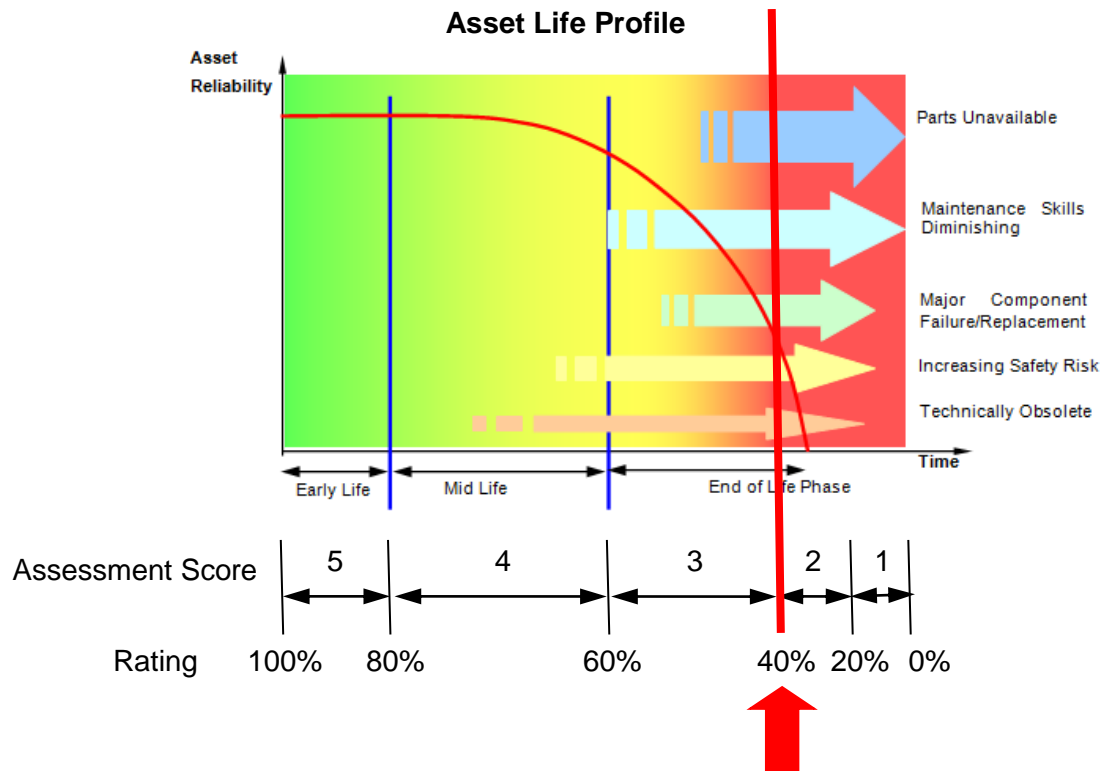 Asset Life Profile
Asset
Reliability
Parts Unavailable
Maintenance Skills
Diminishing
Major Component
Failure/Replacement
Increasing Safety Risk
Technically Obsolete
Time
Early Life
Mid Life
End of Life Phase
Assessment Score
5
4
3
2
1
Rating
100%
80%
60%
40%
20%
0%